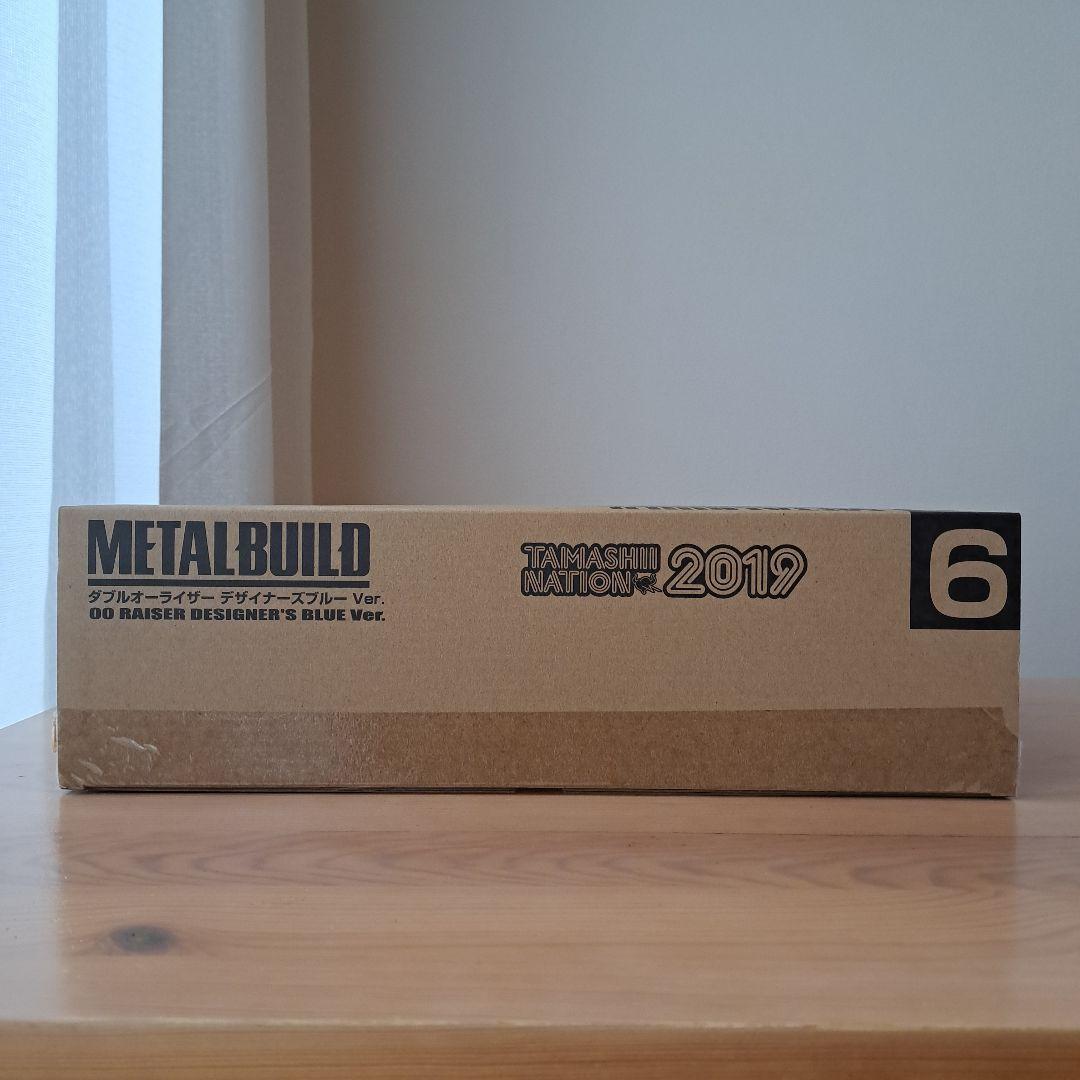 METALBUILD
ダブルオーライザー デザイナーズブルー Ver.
OO RAISER DESIGNER'S BLUE Ver.
TAMASHII
NATION 2019
6